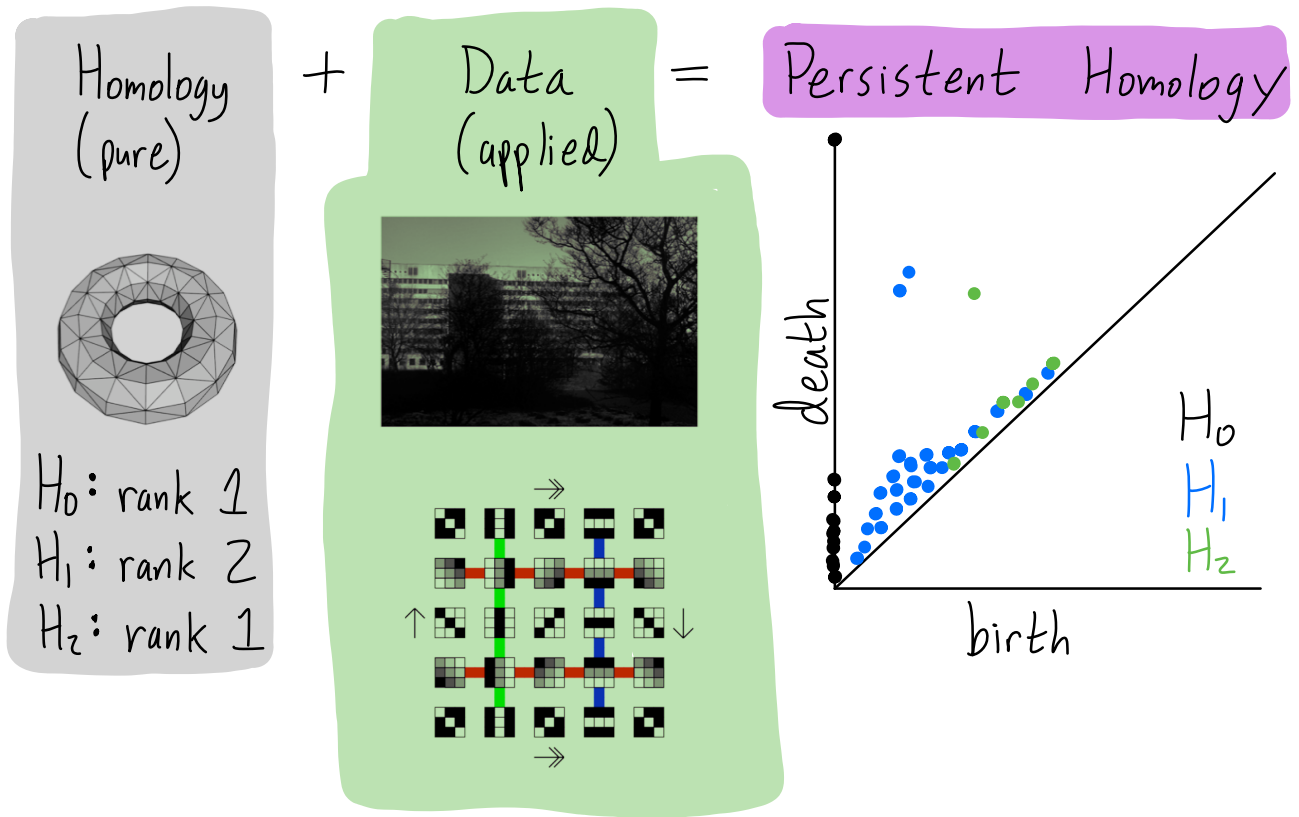 Homology
(pure)
+
Data
(applied)
=
Persistent Homology
H₀: rank 1
H₁: rank 2
H₂: rank 1
death
birth
H₀
H₁
H₂